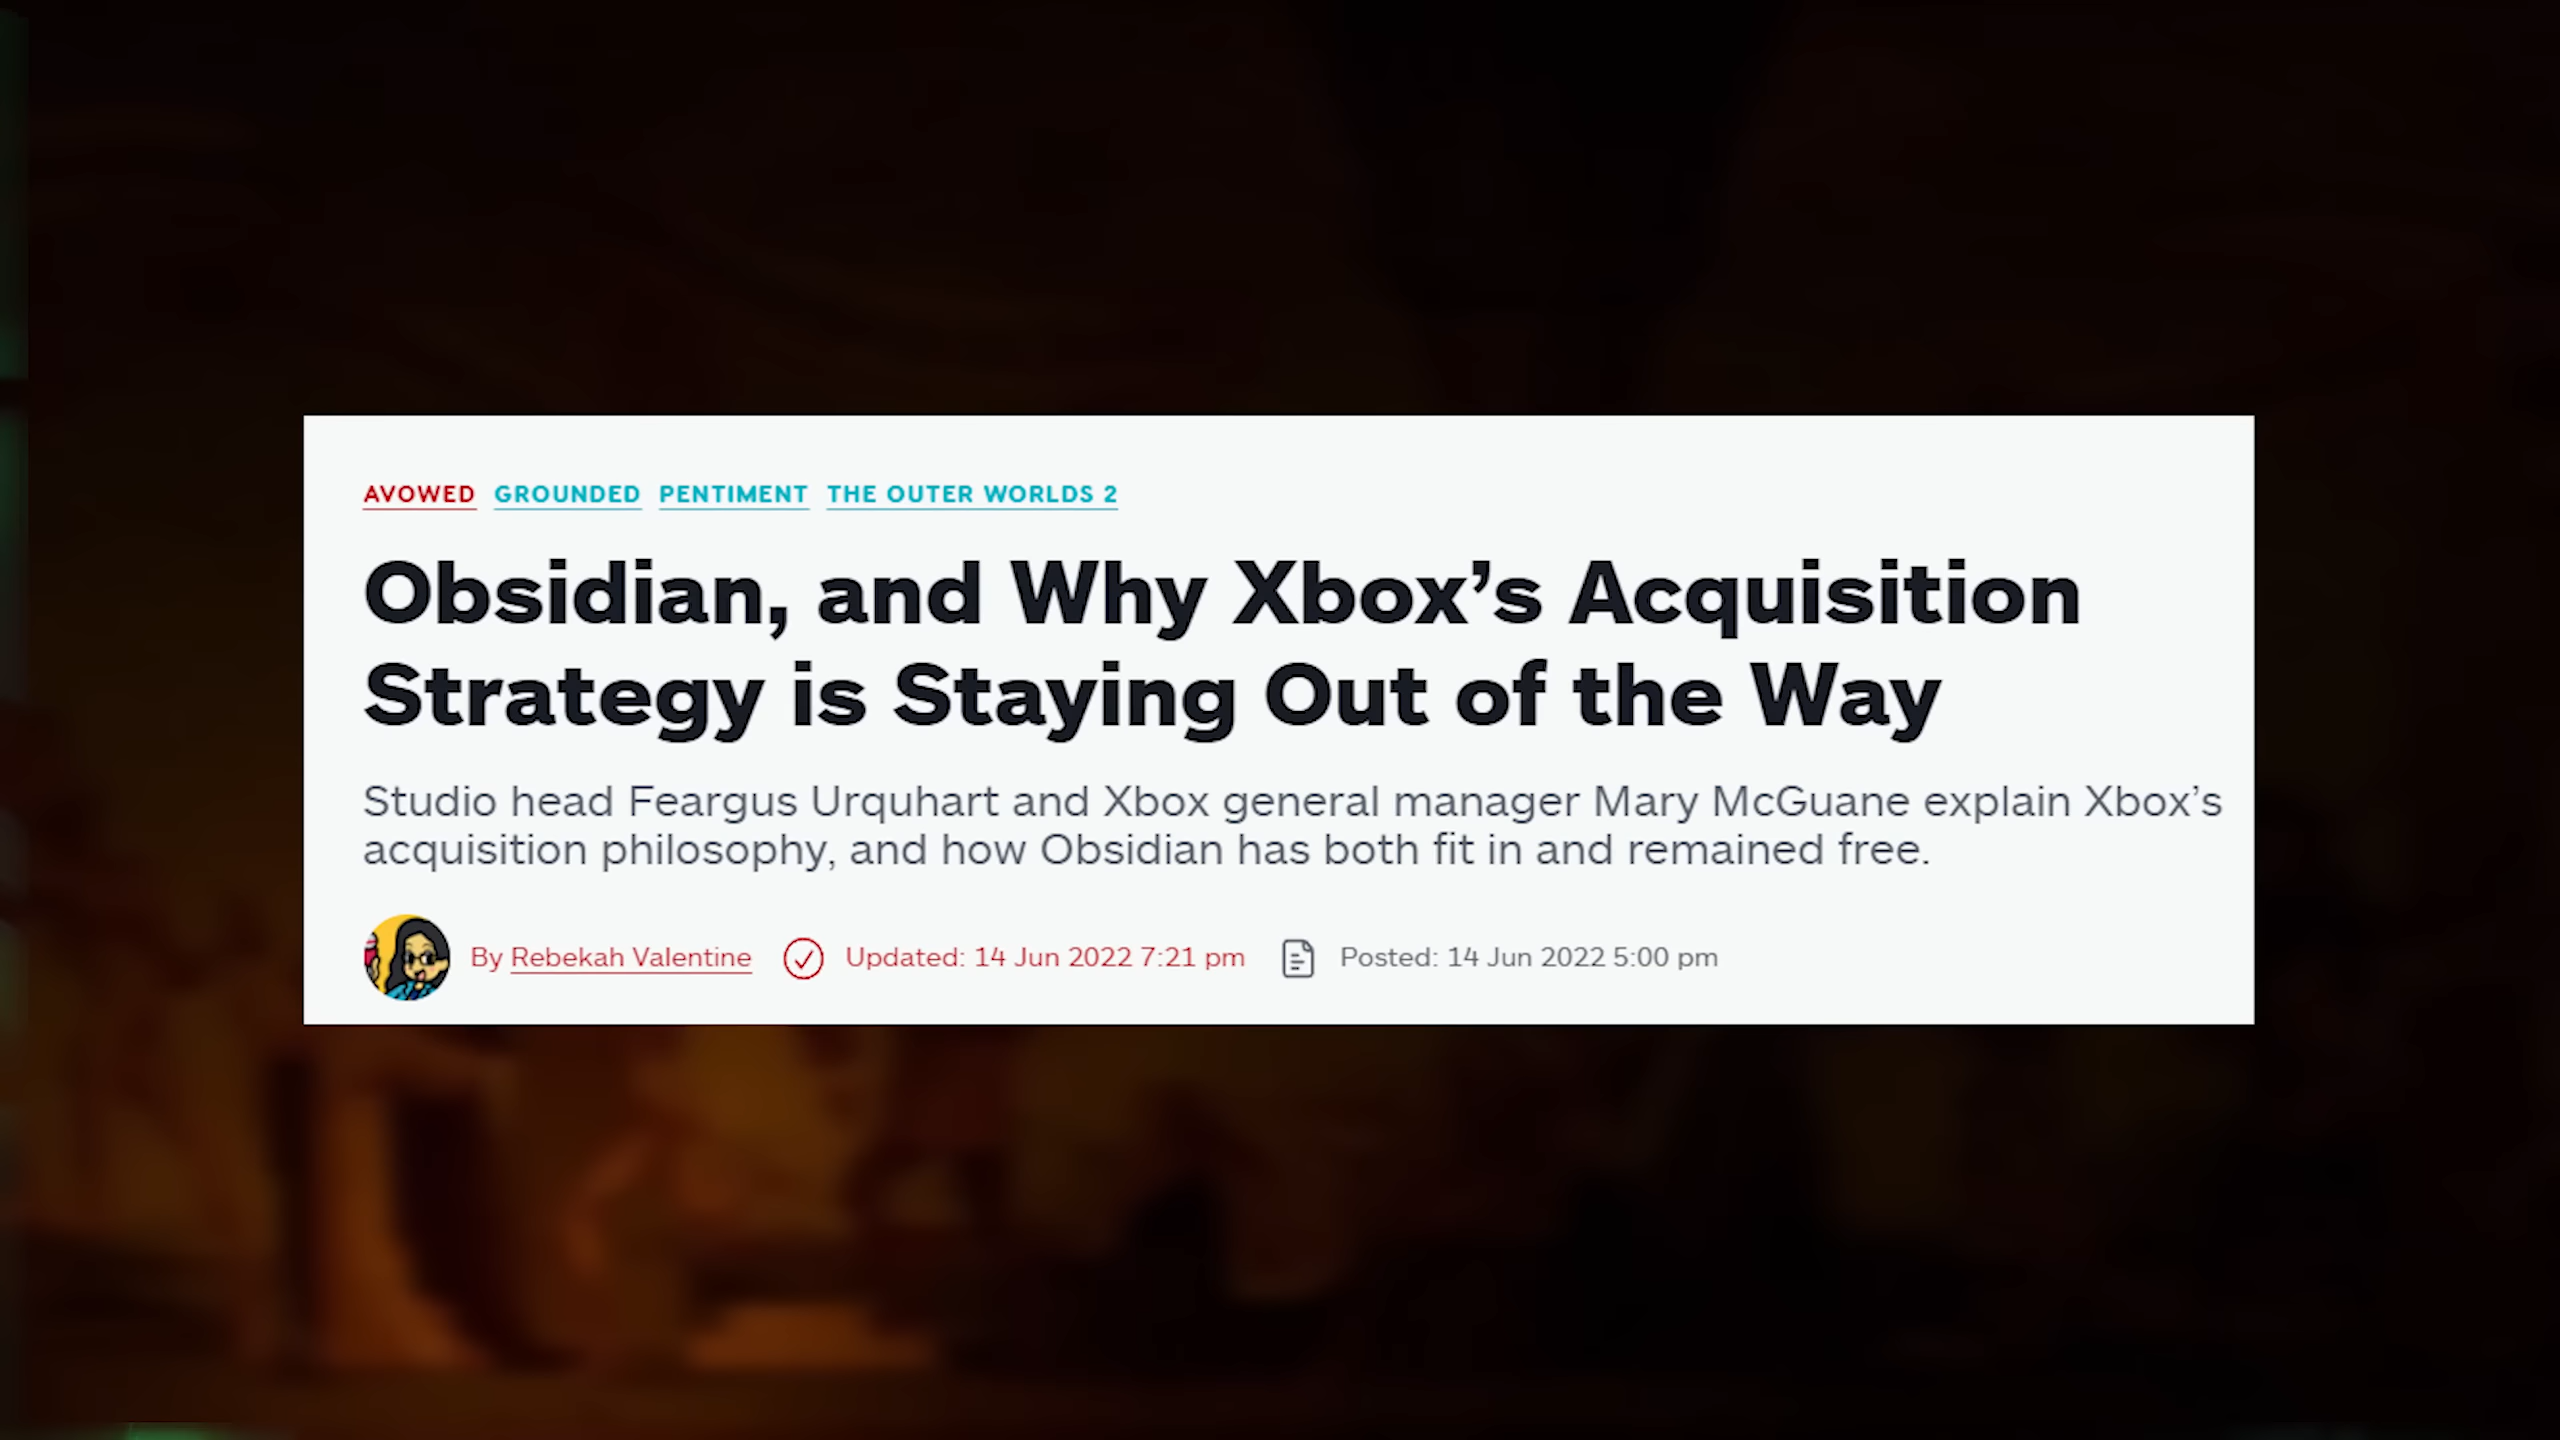 AVOWED GROUNDED PENTIMENT THE OUTER WORLDS 2
Obsidian, and Why Xbox’s Acquisition
Strategy is Staying Out of the Way
Studio head Feargus Urquhart and Xbox general manager Mary McGuane explain Xbox’s
acquisition philosophy, and how Obsidian has both fit in and remained free.
By Rebekah Valentine Updated: 14 Jun 2022 7:21 pm Posted: 14 Jun 2022 5:00 pm